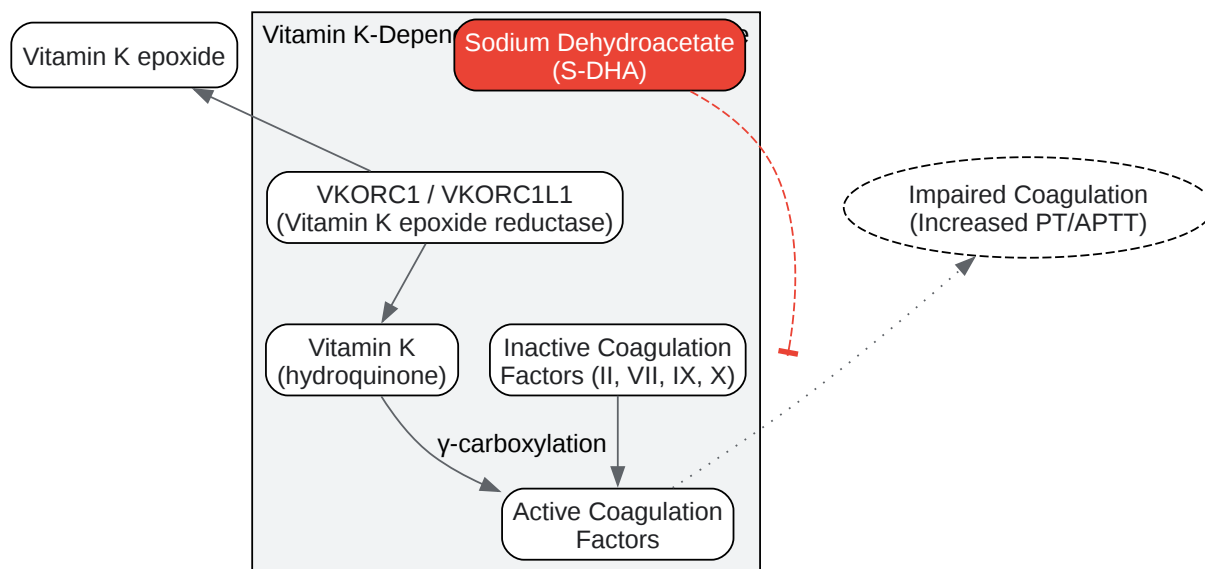 Vitamin K-Depen
e
Sodium Dehydroacetate
(S-DHA)
Vitamin K epoxide
VKORC1 / VKORC1L1
(Vitamin K epoxide reductase)
Impaired Coagulation
(Increased PT/APTT)
Vitamin K
(hydroquinone)
Inactive Coagulation
Factors (II, VII, IX, X)
γ-carboxylation
Active Coagulation
Factors